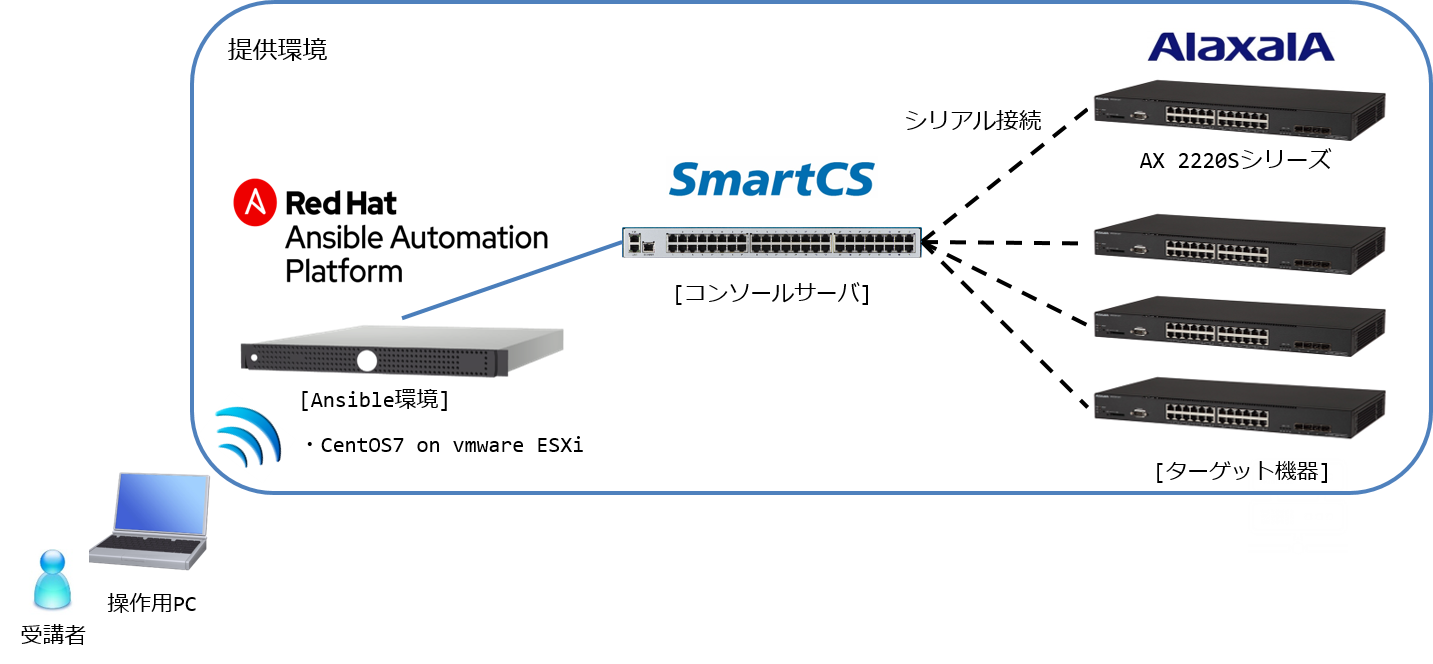 提供環境
AlaxalA
シリアル接続
AX 2220Sシリーズ
SmartCS
Red Hat
Ansible Automation
Platform
[コンソールサーバ]
[Ansible環境]
・CentOS7 on vmware ESXi
[ターゲット機器]
操作用PC
受講者